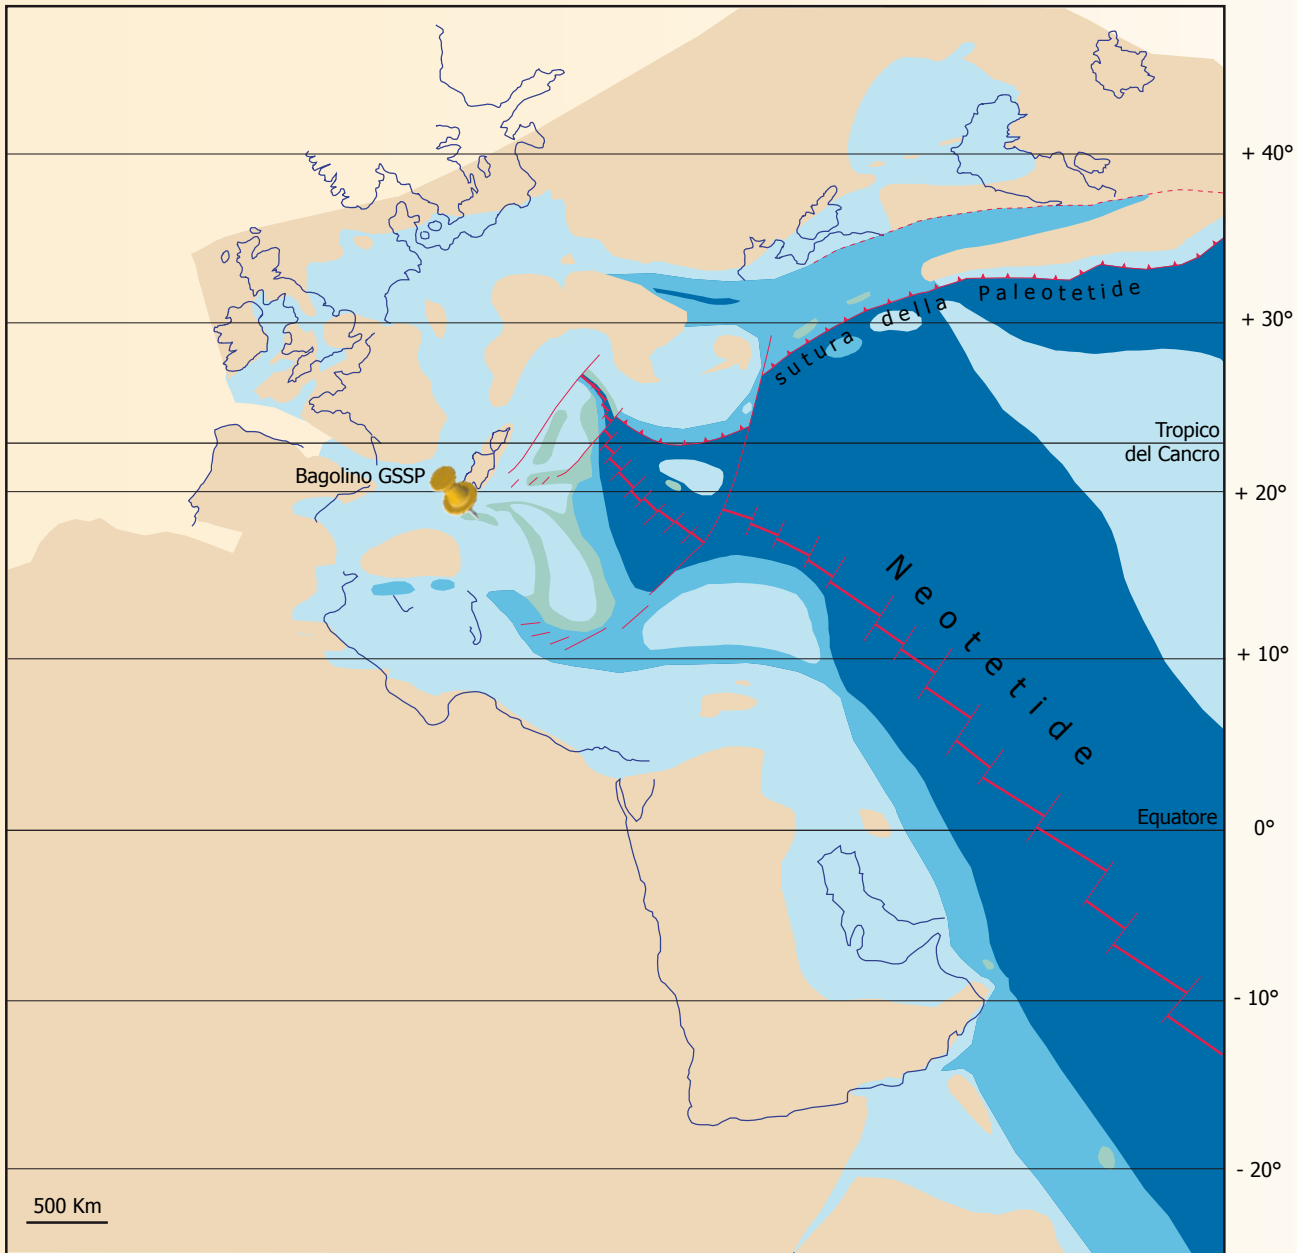 + 40°
sutura della Paleotetide
+ 30°
Tropico
del Cancro
Bagolino GSSP
+ 20°
Neotetide
+ 10°
Equatore
0°
- 10°
- 20°
500 Km